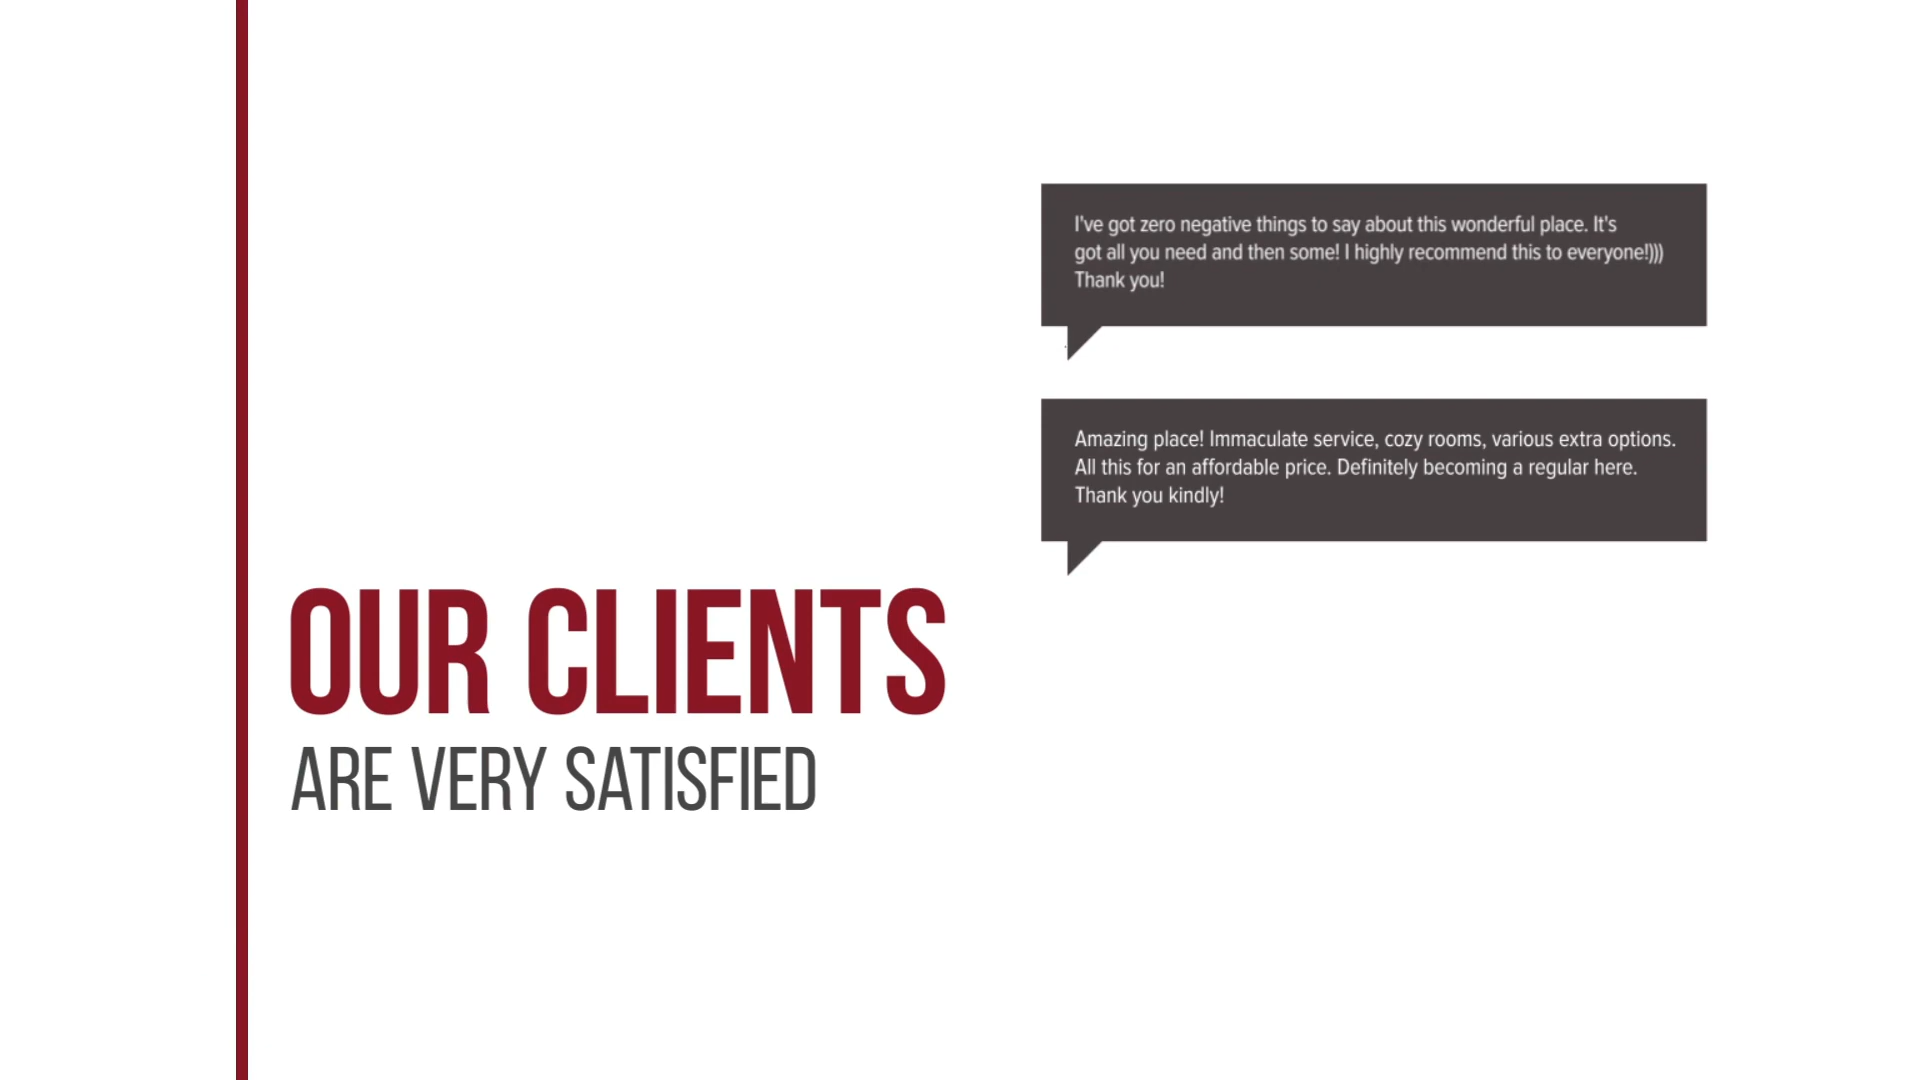 I've got zero negative things to say about this wonderful place. It's
got all you need and then some! I highly recommend this to everyone!)))
Thank you!
Amazing place! Immaculate service, cozy rooms, various extra options.
All this for an affordable price. Definitely becoming a regular here.
Thank you kindly!
OUR CLIENTS
ARE VERY SATISFIED